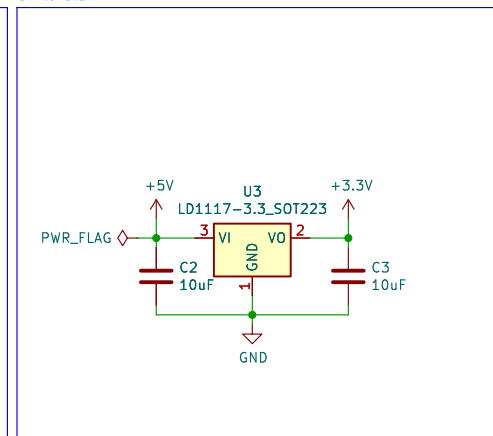 +5V
U3
+3.3V
LD1117-3.3_SOT223
PWR_FLAG
3
VI
VO
2
GND
1
C2
10uF
C3
10uF
GND